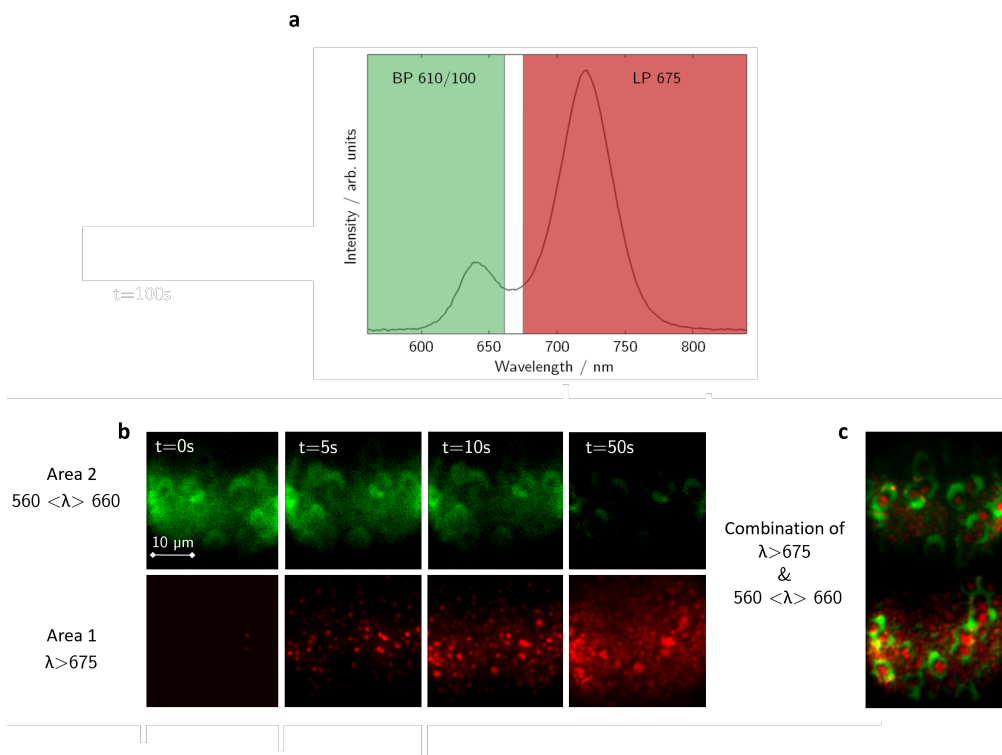 a
BP 610/100
LP 675
Intensity / arb. units
t=100s
600
650
700
750
800
Wavelength / nm
b
c
t=0s
t=5s
t=10s
t=50s
Area 2
560 <λ> 660
10 μm
Combination of
λ>675
&
560 <λ> 660
Area 1
λ>675